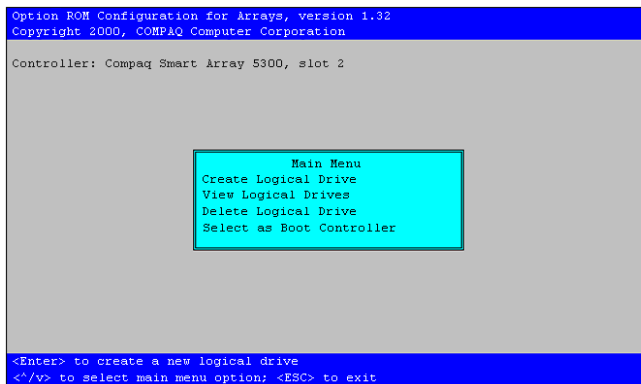 Option ROM Configuration for Arrays, version 1.32
Copyright 2000, COMPAQ Computer Corporation
Controller: Compaq Smart Array 5300, slot 2
Main Menu
Create Logical Drive
View Logical Drives
Delete Logical Drive
Select as Boot Controller
<Enter> to create a new logical drive
<^/v> to select main menu option; <ESC> to exit